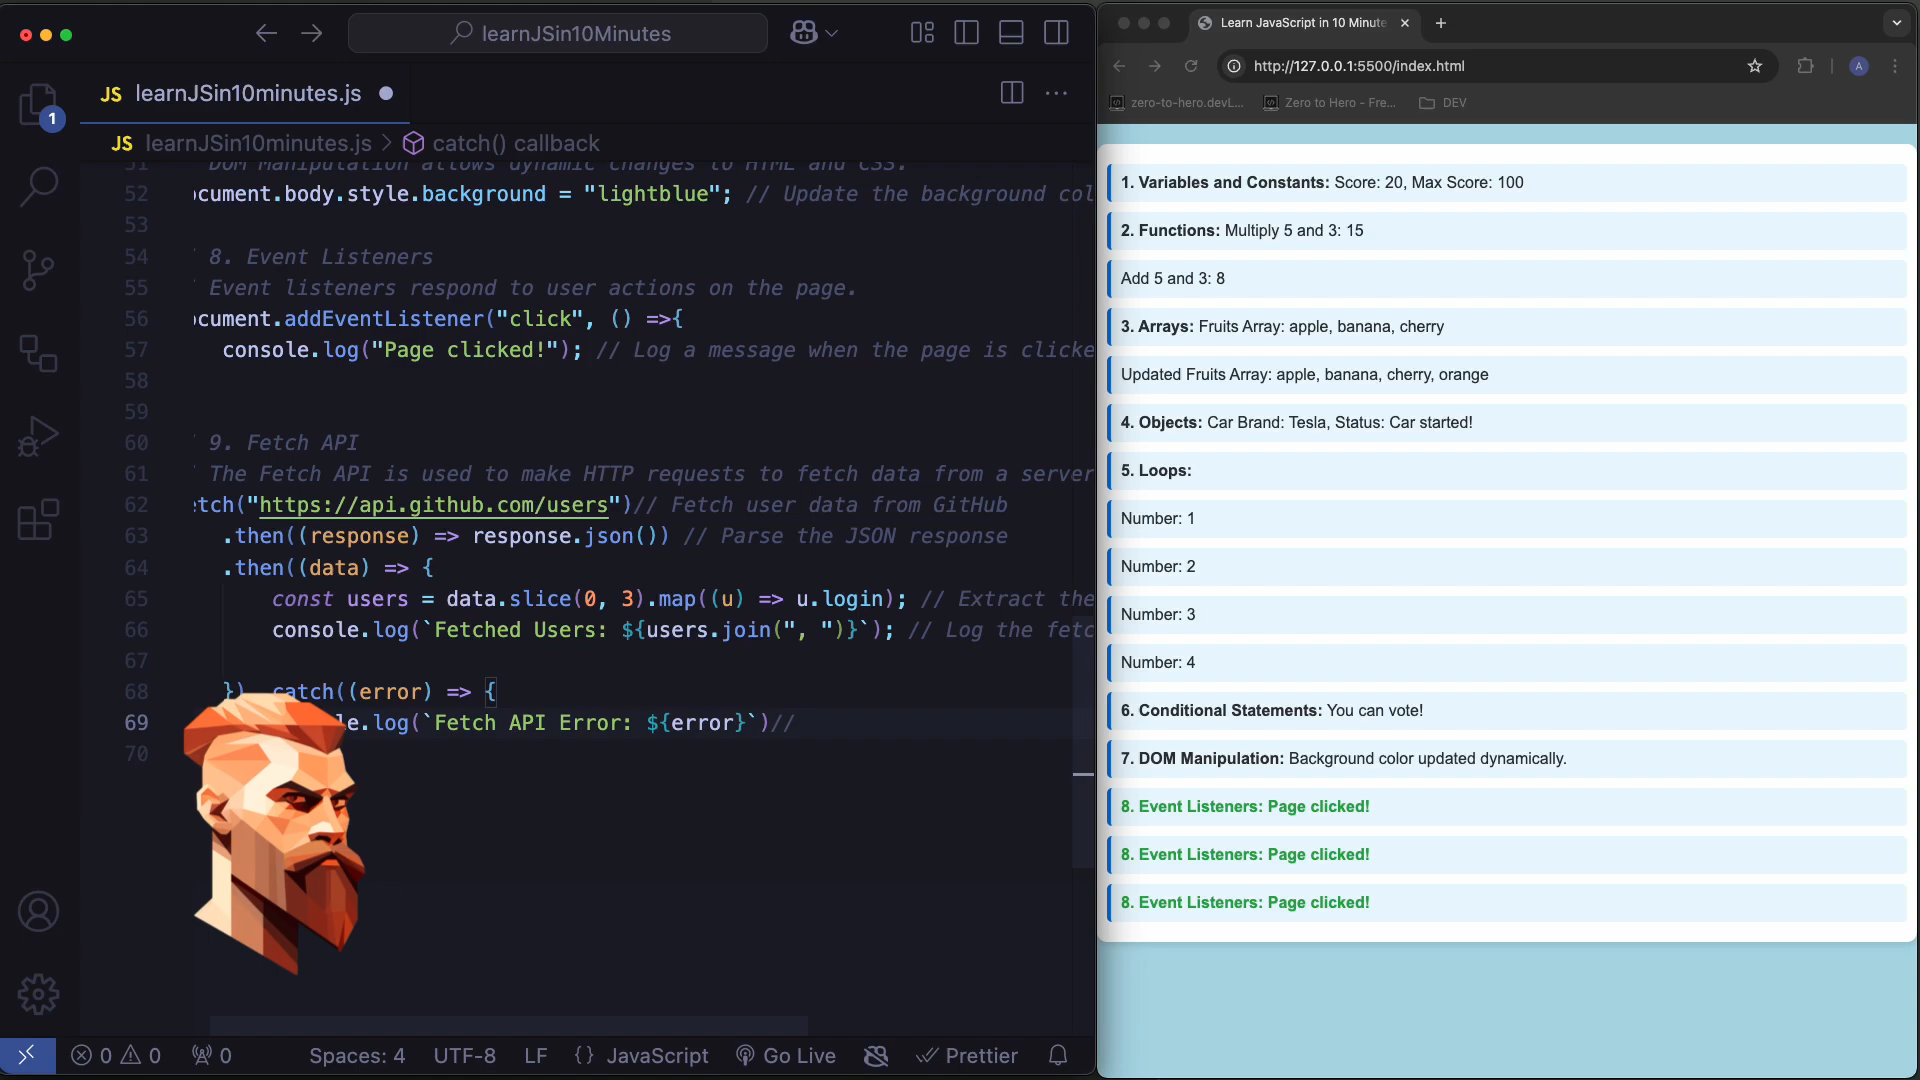 learnJSin10Minutes
JS learnJSin10minutes.js
1
JS learnJSin10minutes.js > catch() callback
51 DOM Manipulation allows dynamic changes to HTML and CSS.
52 ocument.body.style.background = "lightblue"; // Update the background col
53
54 8. Event Listeners
55 Event listeners respond to user actions on the page.
56 ocument.addEventListener("click", () =>{
57 console.log("Page clicked!"); // Log a message when the page is clicke
58
59
60 9. Fetch API
61 The Fetch API is used to make HTTP requests to fetch data from a server
62 etch("https://api.github.com/users")// Fetch user data from GitHub
63 .then((response) => response.json()) // Parse the JSON response
64 .then((data) => {
65 const users = data.slice(0, 3).map((u) => u.login); // Extract the
66 console.log(`Fetched Users: ${users.join(", ")}`); // Log the fetc
67
68 }) catch((error) => {
69 le.log(`Fetch API Error: ${error}`)//
70
0 0 0 Spaces: 4 UTF-8 LF {} JavaScript Go Live Prettier
Learn JavaScript in 10 Minute
http://127.0.0.1:5500/index.html
A
zero-to-hero.devL... Zero to Hero - Fre... DEV
1. Variables and Constants: Score: 20, Max Score: 100
2. Functions: Multiply 5 and 3: 15
Add 5 and 3: 8
3. Arrays: Fruits Array: apple, banana, cherry
Updated Fruits Array: apple, banana, cherry, orange
4. Objects: Car Brand: Tesla, Status: Car started!
5. Loops:
Number: 1
Number: 2
Number: 3
Number: 4
6. Conditional Statements: You can vote!
7. DOM Manipulation: Background color updated dynamically.
8. Event Listeners: Page clicked!
8. Event Listeners: Page clicked!
8. Event Listeners: Page clicked!